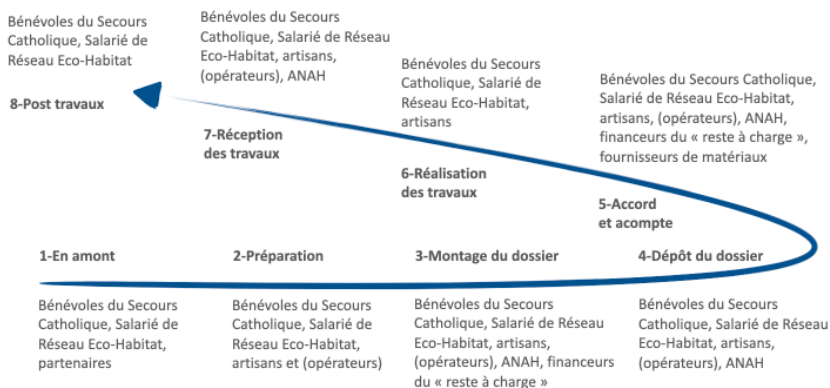 Bénévoles du Secours
Catholique, Salarié de
Réseau Eco-Habitat
8-Post travaux
Bénévoles du Secours
Catholique, Salarié de Réseau
Eco-Habitat, artisans,
(opérateurs), ANAH
7-Réception
des travaux
Bénévoles du Secours
Catholique, Salarié de
Réseau Eco-Habitat,
artisans
6-Réalisation
des travaux
Bénévoles du Secours Catholique,
Salarié de Réseau Eco-Habitat,
artisans, (opérateurs), ANAH,
financeurs du « reste à charge »,
fournisseurs de matériaux
5-Accord
et acompte
1-En amont
Bénévoles du Secours
Catholique, Salarié de
Réseau Eco-Habitat,
partenaires
2-Préparation
Bénévoles du Secours
Catholique, Salarié de
Réseau Eco-Habitat,
artisans et (opérateurs)
3-Montage du dossier
Bénévoles du Secours
Catholique, Salarié de Réseau
Eco-Habitat, artisans,
(opérateurs), ANAH, financeurs
du « reste à charge »
4-Dépôt du dossier
Bénévoles du Secours
Catholique, Salarié de Réseau
Eco-Habitat, artisans,
(opérateurs), ANAH